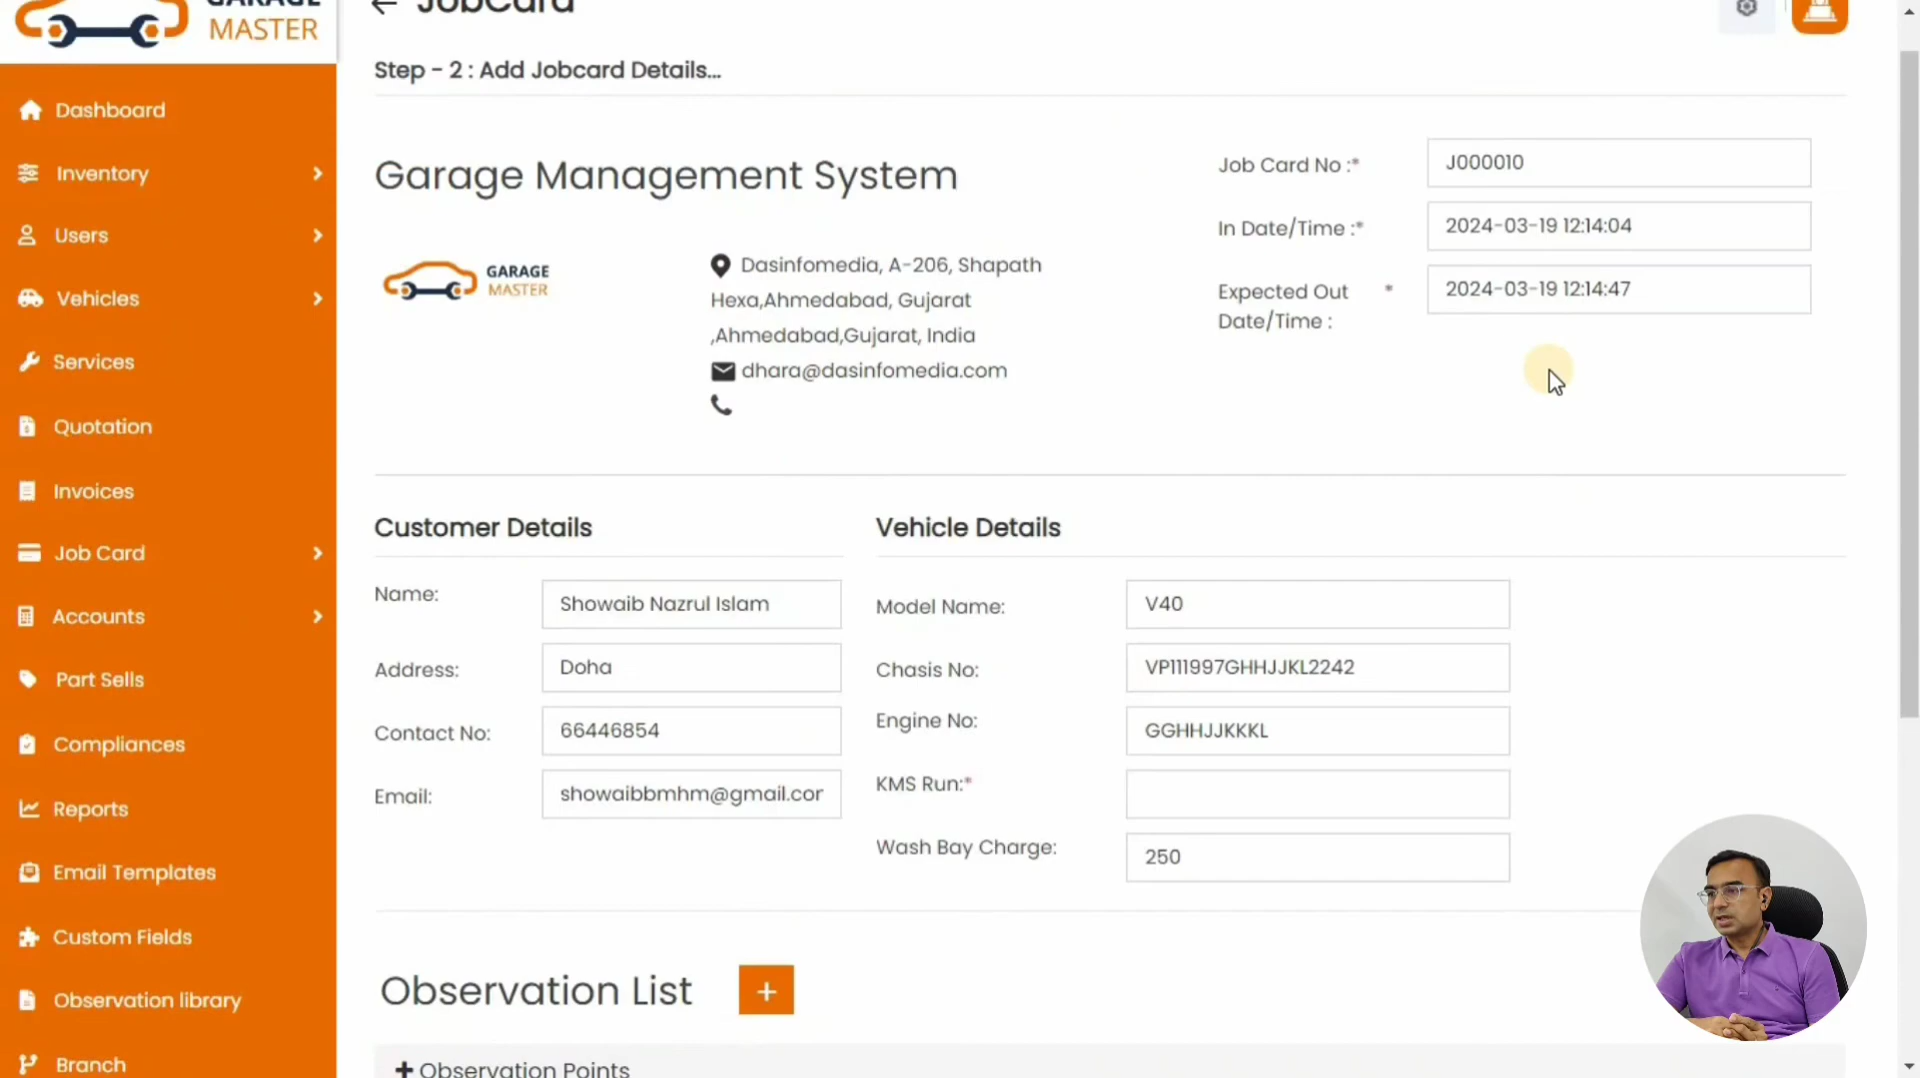 GARAGE
MASTER
JobCard
Step - 2 : Add Jobcard Details...
Dashboard
Inventory
Users
Vehicles
Services
Quotation
Invoices
Job Card
Accounts
Part Sells
Compliances
Reports
Email Templates
Custom Fields
Observation library
Branch
Garage Management System
GARAGE
MASTER
Dasinfomedia, A-206, Shapath
Hexa,Ahmedabad, Gujarat
,Ahmedabad,Gujarat, India
dhara@dasinfomedia.com
Job Card No :* J000010
In Date/Time :* 2024-03-19 12:14:04
Expected Out * 2024-03-19 12:14:47
Date/Time :
Customer Details
Name: Showaib Nazrul Islam
Address: Doha
Contact No: 66446854
Email: showaibbmhm@gmail.cor
Vehicle Details
Model Name: V40
Chasis No: VP111997GHHJJKL2242
Engine No: GGHHJJKKKL
KMS Run:*
Wash Bay Charge: 250
Observation List +
+ Observation Points